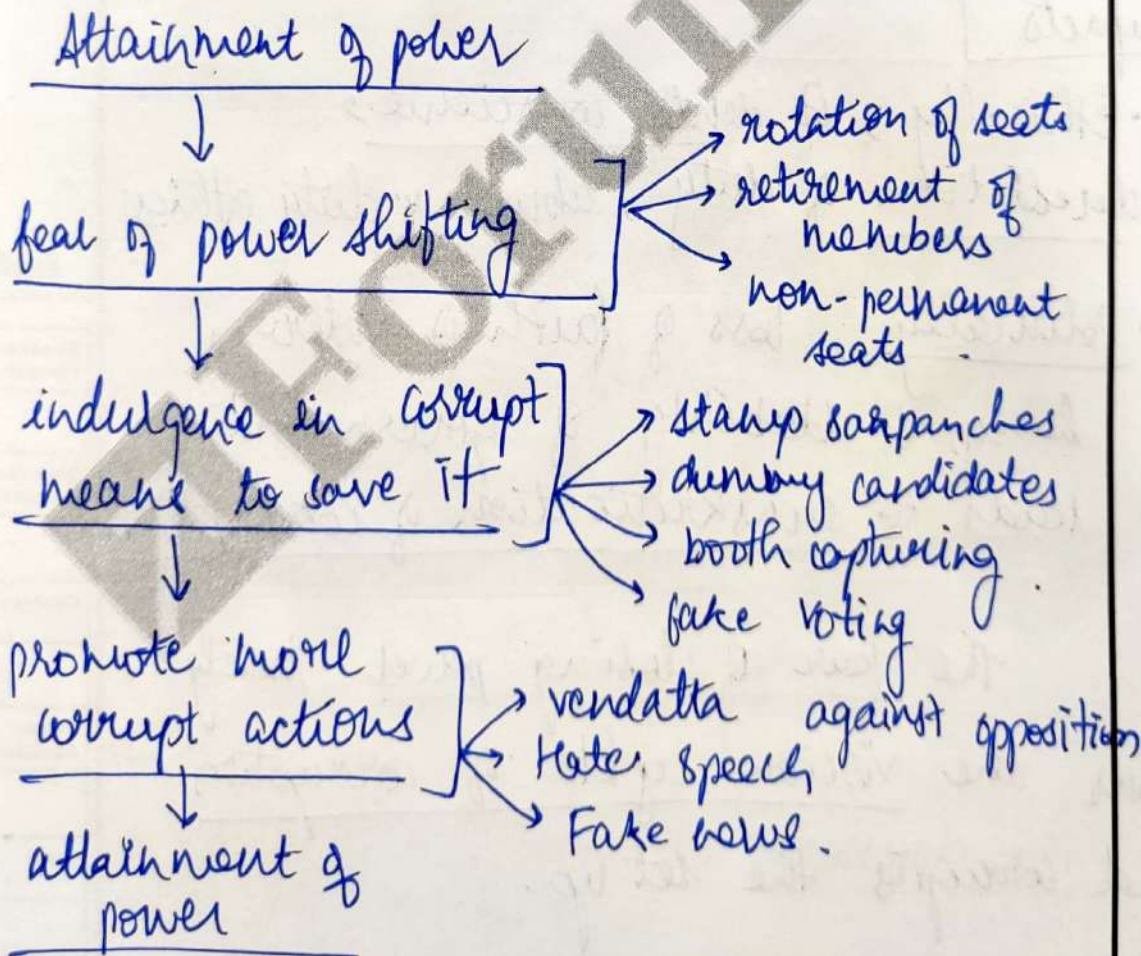 Attainment of power
fear of power shifting
rotation of seats
retirement of
members
non-permanent
seats.
indulgence in corrupt
means to save it
stamp sarpanches
dummy candidates
booth capturing
fake voting
promote more
corrupt actions
vendatta against opposition
Hate speech
Fake news.
attainment of
power
Forum